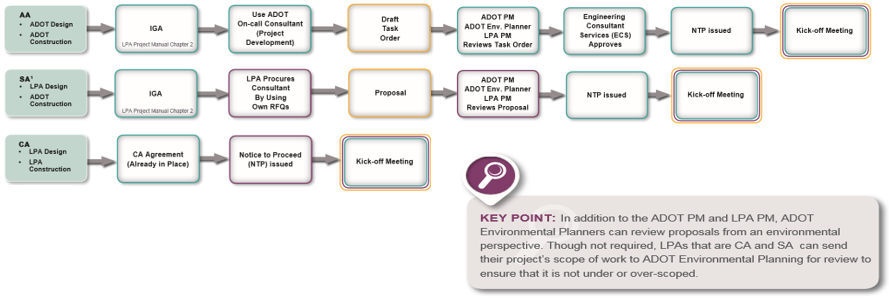 AA
• ADOT Design
• ADOT
Construction
IGA
LPA Project Manual Chapter 2
Use ADOT
On-call Consultant
(Project
Development)
Draft
Task
Order
ADOT PM
ADOT Env. Planner
LPA PM
Reviews Task Order
Engineering
Consultant
Services (ECS)
Approves
NTP issued
Kick-off Meeting
SA¹
• LPA Design
• ADOT
Construction
IGA
LPA Project Manual Chapter 2
LPA Procures
Consultant
By Using
Own RFQs
Proposal
ADOT PM
ADOT Env. Planner
LPA PM
Reviews Proposal
NTP issued
Kick-off Meeting
CA
• LPA Design
• LPA
Construction
CA Agreement
(Already in Place)
Notice to Proceed
(NTP) issued
Kick-off Meeting
KEY POINT: In addition to the ADOT PM and LPA PM, ADOT
Environmental Planners can review proposals from an environmental
perspective. Though not required, LPAs that are CA and SA can send
their project's scope of work to ADOT Environmental Planning for review to
ensure that it is not under or over-scoped.